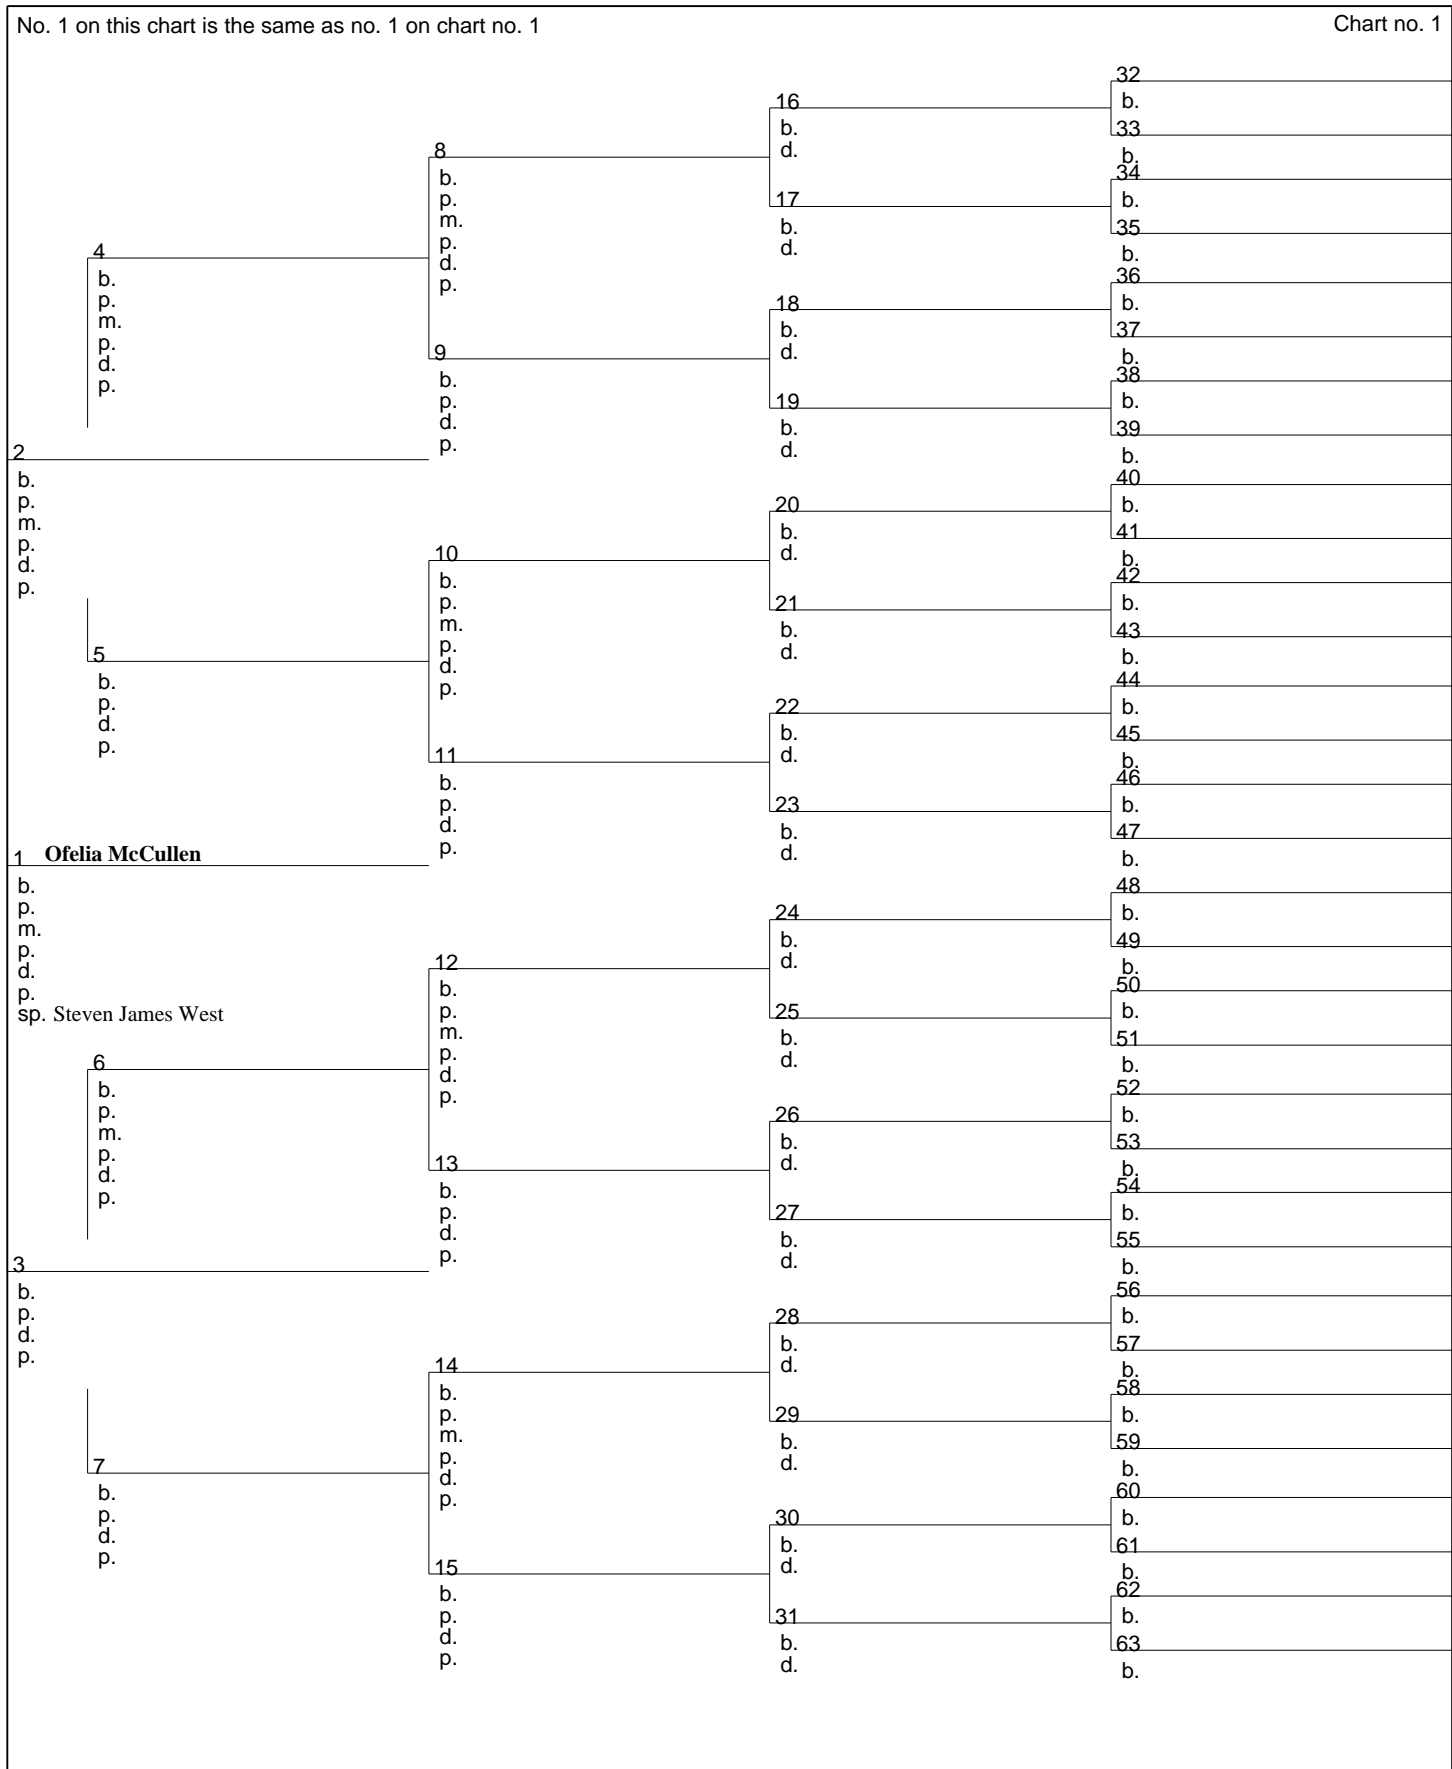 No. 1 on this chart is the same as no. 1 on chart no. 1
Chart no. 1
2
b.
p.
m.
p.
d.
p.
1 Ofelia McCullen
b.
p.
m.
p.
d.
p.
sp. Steven James West
3
b.
p.
d.
p.
4
b.
p.
m.
p.
d.
p.
5
b.
p.
d.
p.
6
b.
p.
m.
p.
d.
p.
7
b.
p.
d.
p.
8
b.
p.
m.
p.
d.
p.
9
b.
p.
d.
p.
10
b.
p.
m.
p.
d.
p.
11
b.
p.
d.
p.
12
b.
p.
m.
p.
d.
p.
13
b.
p.
d.
p.
14
b.
p.
m.
p.
d.
p.
15
b.
p.
d.
p.
16
b.
d.
17
b.
d.
18
b.
d.
19
b.
d.
20
b.
d.
21
b.
d.
22
b.
d.
23
b.
d.
24
b.
d.
25
b.
d.
26
b.
d.
27
b.
d.
28
b.
d.
29
b.
d.
30
b.
d.
31
b.
d.
32
b.
33
b.
34
b.
35
b.
36
b.
37
b.
38
b.
39
b.
40
b.
41
b.
42
b.
43
b.
44
b.
45
b.
46
b.
47
b.
48
b.
49
b.
50
b.
51
b.
52
b.
53
b.
54
b.
55
b.
56
b.
57
b.
58
b.
59
b.
60
b.
61
b.
62
b.
63
b.